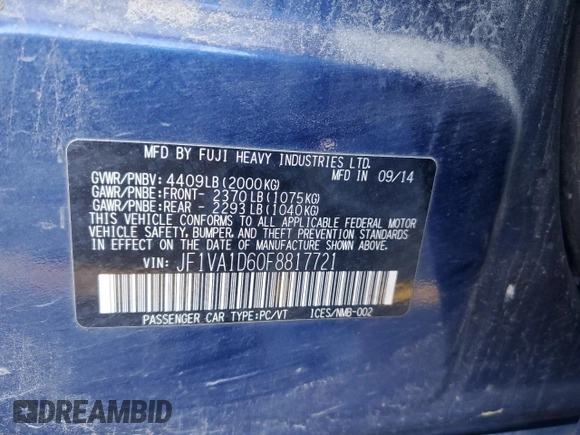 MFD BY FUJI HEAVY INDUSTRIES LTD.
GVWR/PNBV: 4409LB(2000KG) MFD IN 09/14
GAWR/PNBE:FRONT- 2370LB(1075KG)
GAWR/PNBE:REAR - 2293LB(1040KG)
THIS VEHICLE CONFORMS TO ALL APPLICABLE FEDERAL MOTOR
VEHICLE SAFETY, BUMPER, AND THEFT PREVENTION STANDARDS
IN EFFECT ON THE DATE OF MANUFACTURE SHOWN ABOVE.
VIN: JF1VA1D60F8817721
PASSENGER CAR TYPE:PC/VT ICES/NMB-002
DREAMBID